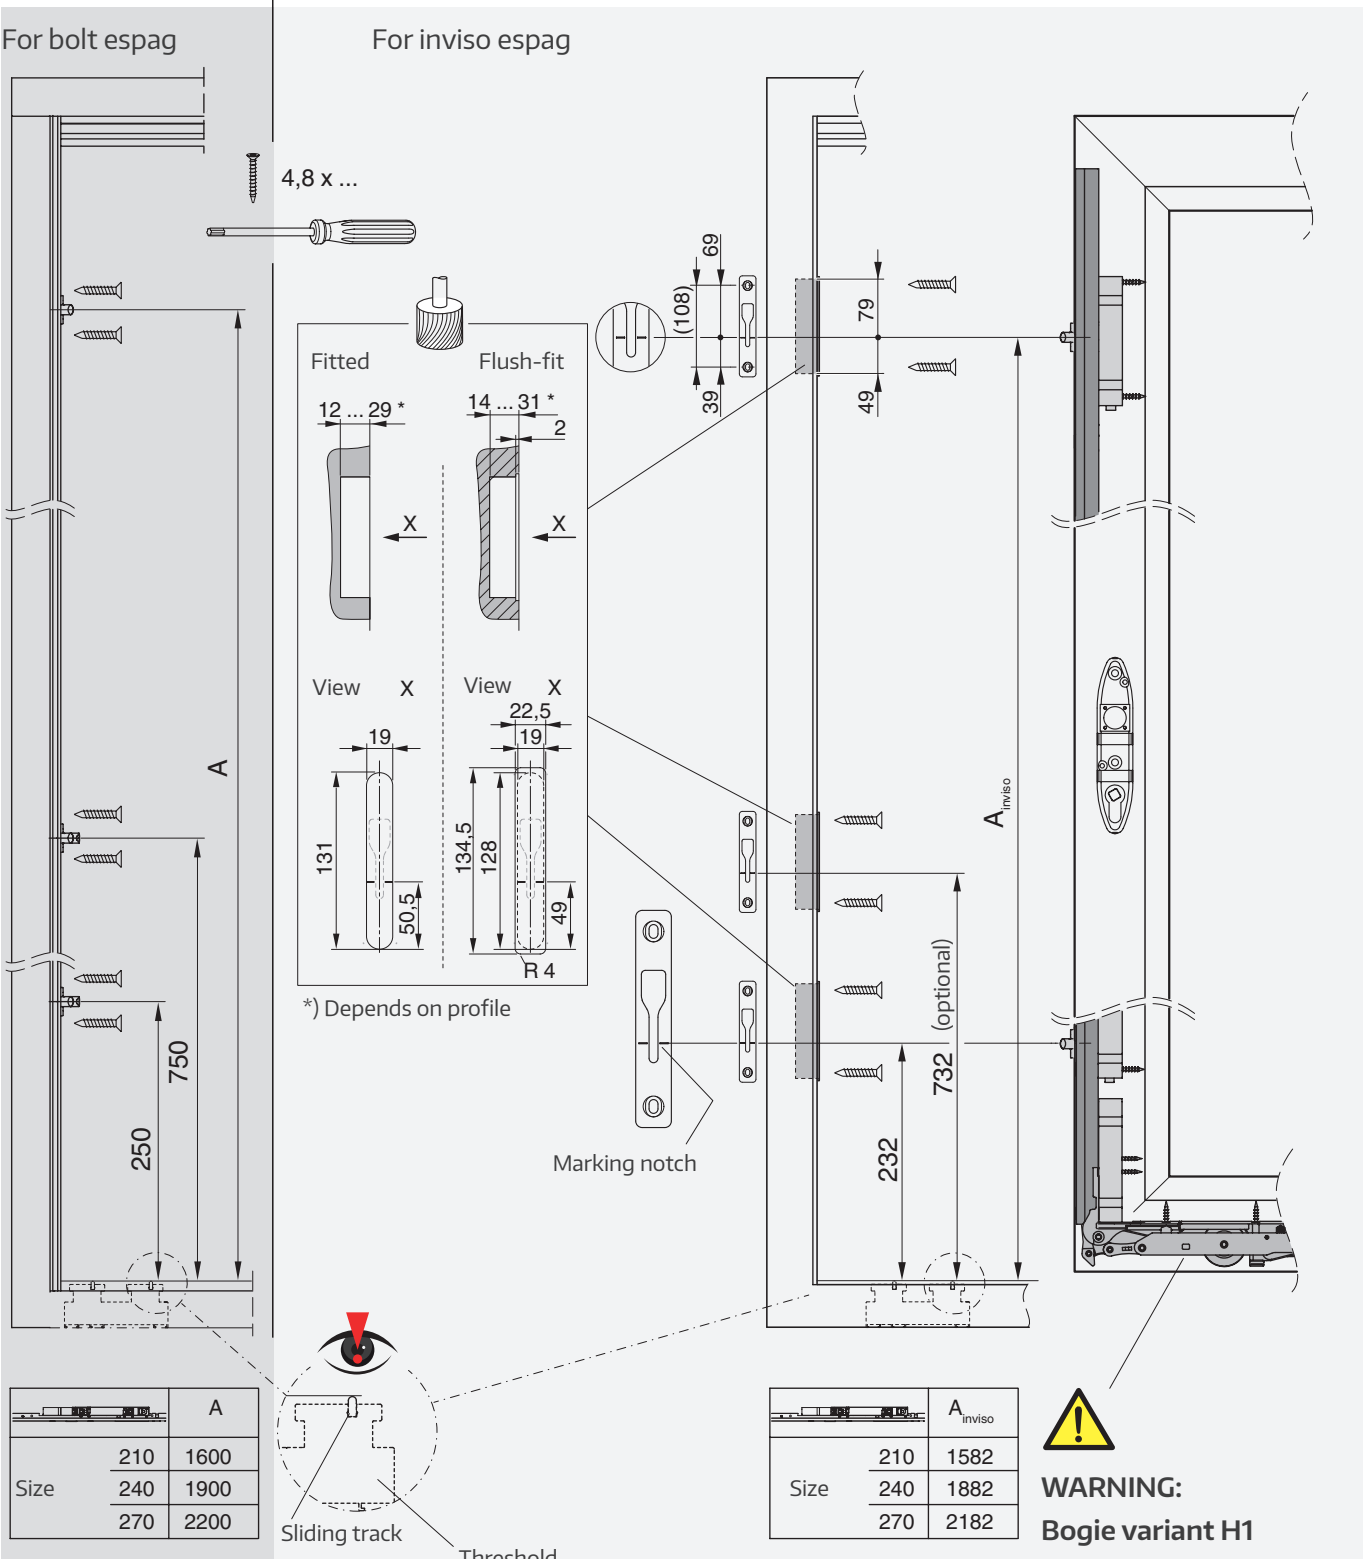 For bolt espag
For inviso espag
4,8 x ...
69
(108)
39
79
49
Fitted
Flush-fit
12 ... 29 *
14 ... 31 *
2
X
X
View X
View X
19
22,5
19
131
50,5
134,5
128
49
R 4
*) Depends on profile
A
750
250
A inviso
732 (optional)
232
Marking notch
A
Size
210 1600
240 1900
270 2200
Sliding track
Threshold
A inviso
Size
210 1582
240 1882
270 2182
WARNING:
Bogie variant H1